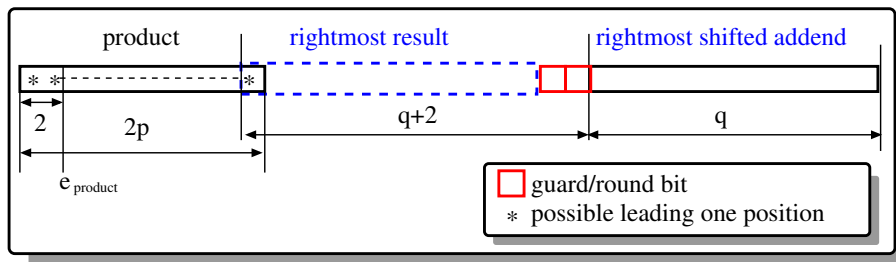 product rightmost result rightmost shifted addend
* * *
2 q+2 q
2p
e product
guard/round bit
* possible leading one position